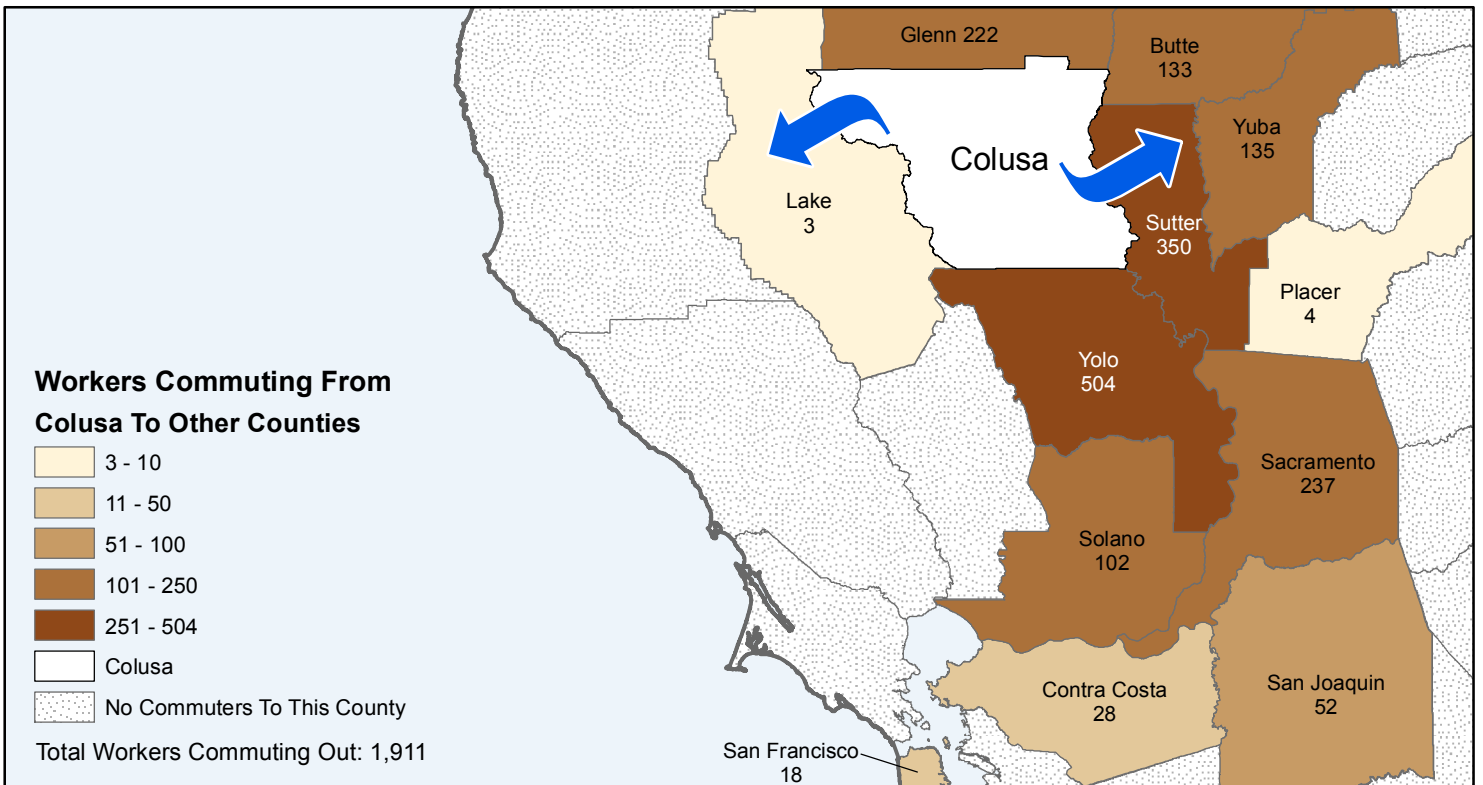 Glenn 222
Butte
133
Yuba
135
Colusa
Lake
3
Sutter
350
Placer
4
Yolo
504
Sacramento
237
Solano
102
Contra Costa
28
San Joaquin
52
San Francisco
18
Workers Commuting From
Colusa To Other Counties
3 - 10
11 - 50
51 - 100
101 - 250
251 - 504
Colusa
No Commuters To This County
Total Workers Commuting Out: 1,911